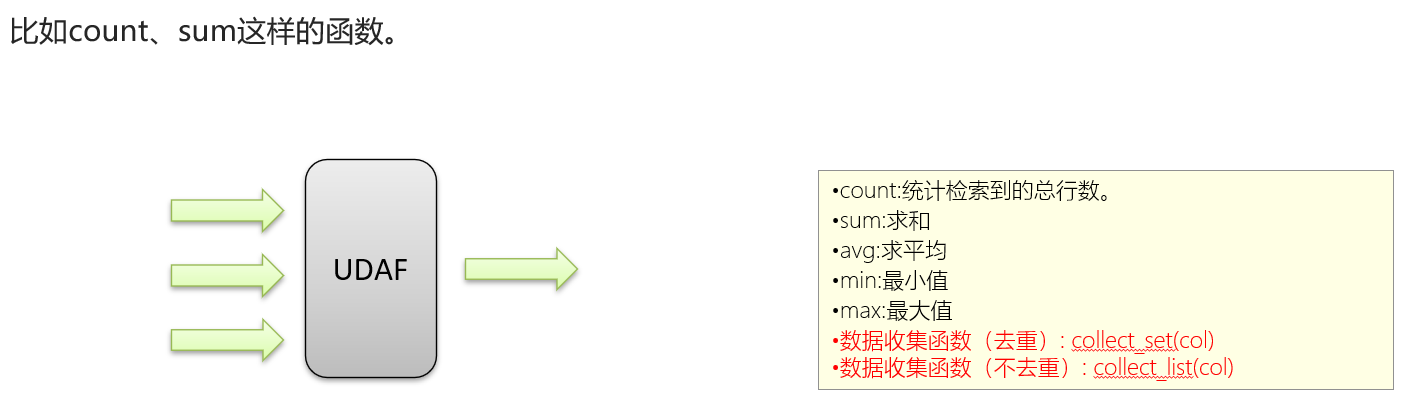 比如count、sum这样的函数。
UDAF
•count:统计检索到的总行数。
•sum:求和
•avg:求平均
•min:最小值
•max:最大值
•数据收集函数（去重）: collect_set(col)
•数据收集函数（不去重）: collect_list(col)